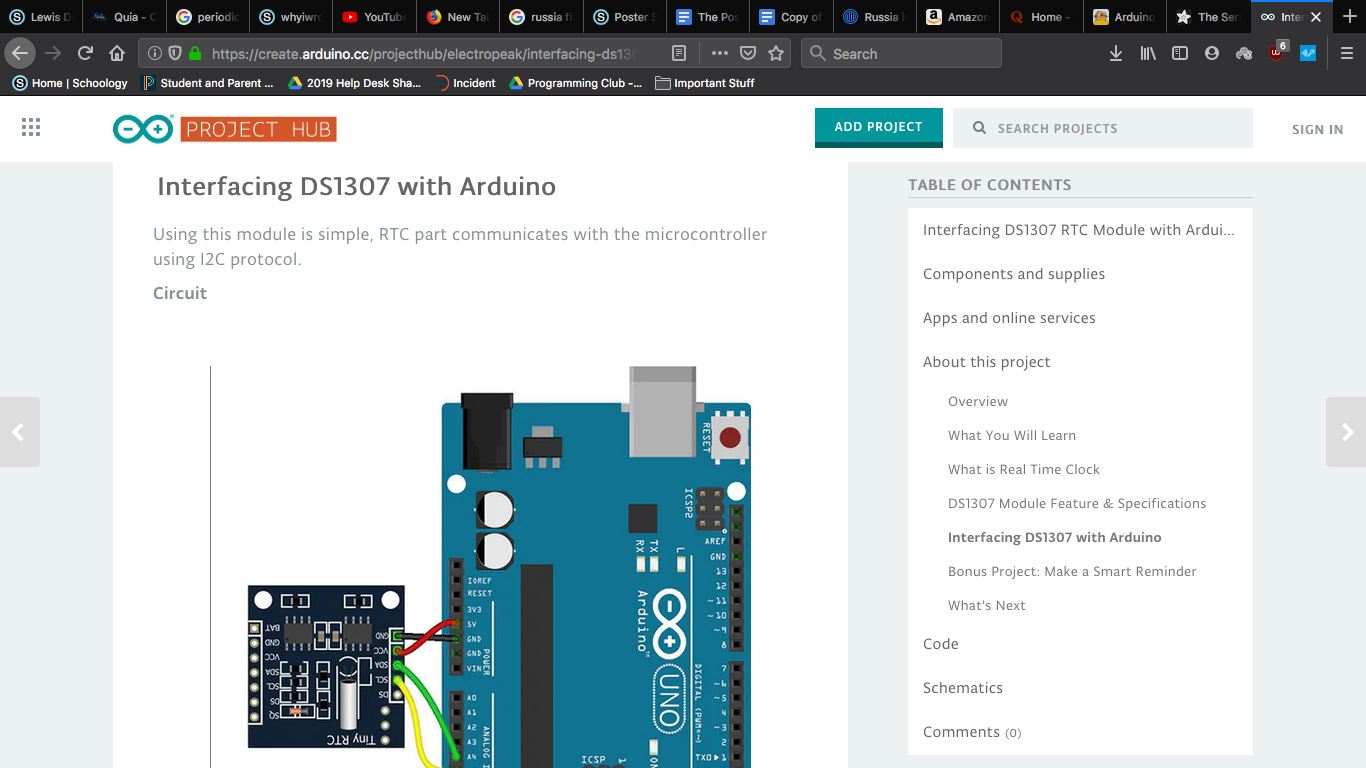 Lewis D
Quia - C
periodic
whyiwro
YouTube
New Tal
russia fl
Poster S
The Pos
Copy of
Russia i
Amazon
Home -
Arduino
The Seri
Inter
https://create.arduino.cc/projecthub/electropeak/interfacing-ds130
Search
6
Home | Schoology
Student and Parent ...
2019 Help Desk Sha...
Incident
Programming Club -...
Important Stuff
PROJECT HUB
ADD PROJECT
SEARCH PROJECTS
SIGN IN
Interfacing DS1307 with Arduino
Using this module is simple, RTC part communicates with the microcontroller
using I2C protocol.
Circuit
RESET
ICSP2
AREF
GND
13
12
~11
~10
~9
8
RX
TX
L
IOREF
RESET
3V3
5V
GND
GND
VIN
POWER
Arduino™
UNO
DIGITAL (PWM=~)
7
~6
~5
4
~3
2
TXO▶1
A0
A1
A2
A3
A4
ANALOG I
ICSP
1
ON
BAT
GND
VCC
SDA
SCL
DS
SQ
GND
VCC
SDA
SCL
DS
Tiny RTC
TABLE OF CONTENTS
Interfacing DS1307 RTC Module with Ardui...
Components and supplies
Apps and online services
About this project
Overview
What You Will Learn
What is Real Time Clock
DS1307 Module Feature & Specifications
Interfacing DS1307 with Arduino
Bonus Project: Make a Smart Reminder
What's Next
Code
Schematics
Comments (0)